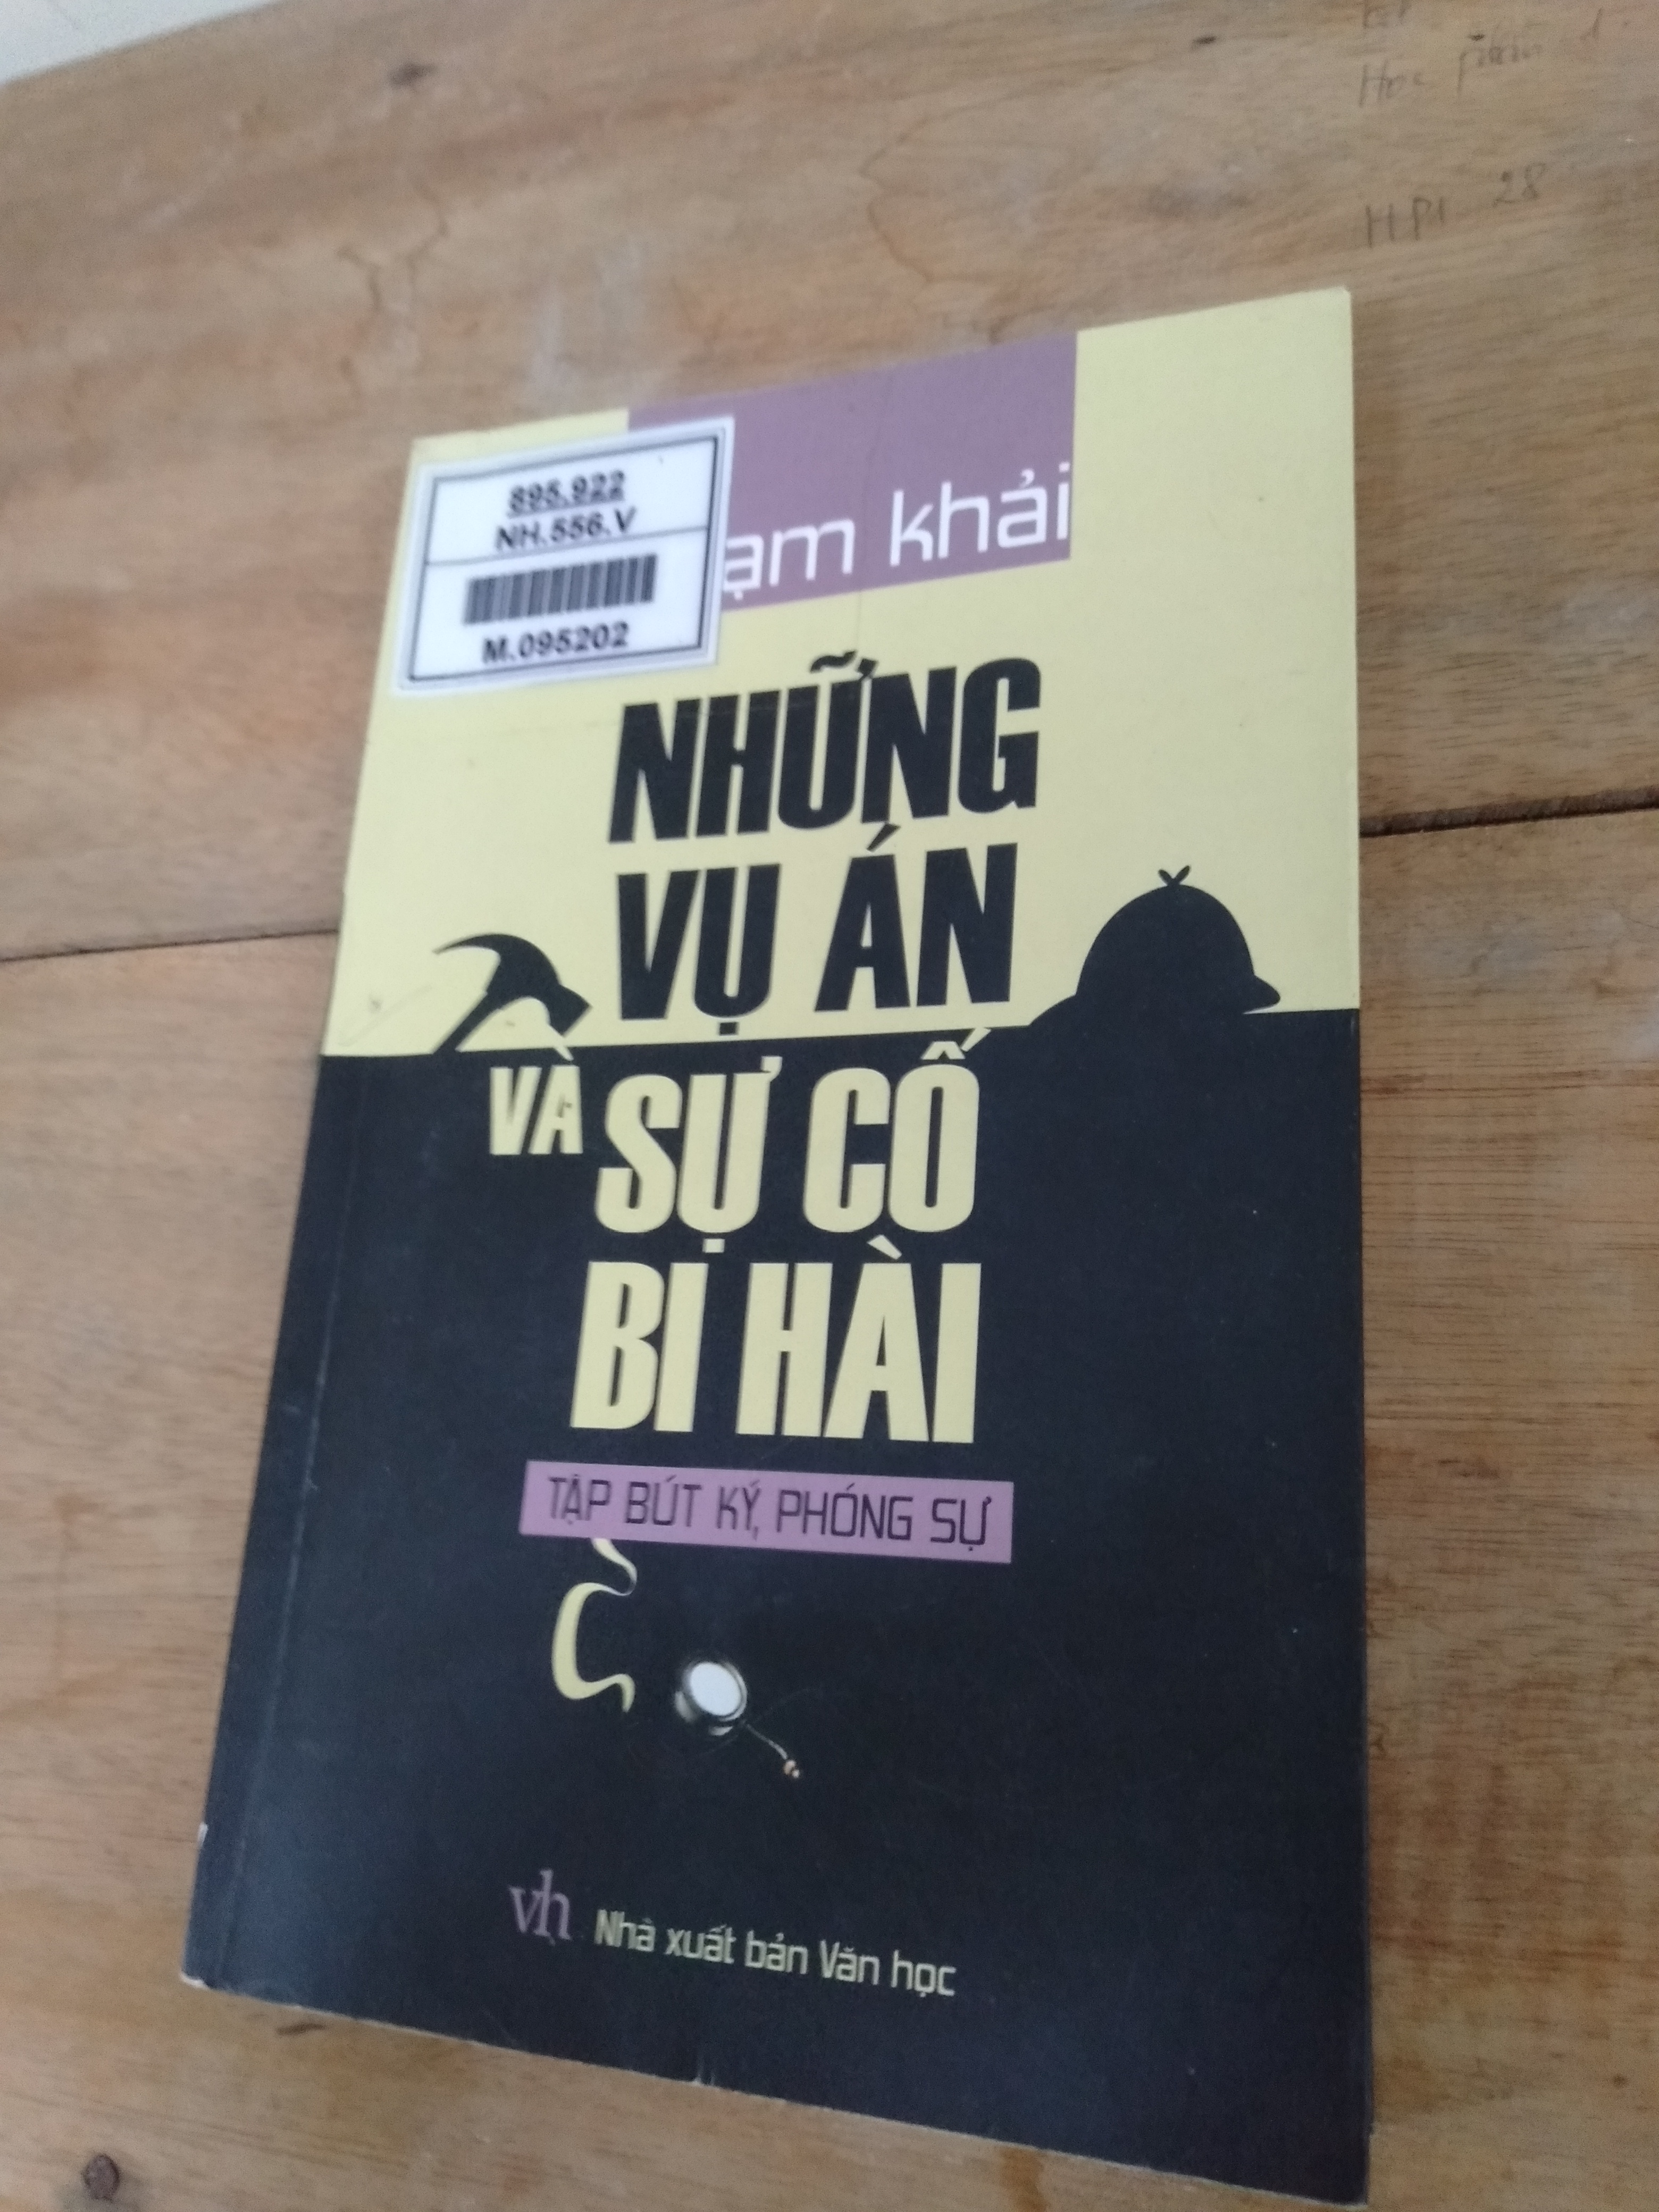 895.922
NH.556.V
M.095202
ạm khải
NHỮNG
VỤ ÁN
VÀ SỰ CỐ
BI HÀI
TẬP BÚT KÝ, PHÓNG SỰ
vh Nhà xuất bản Văn học
HP1 28